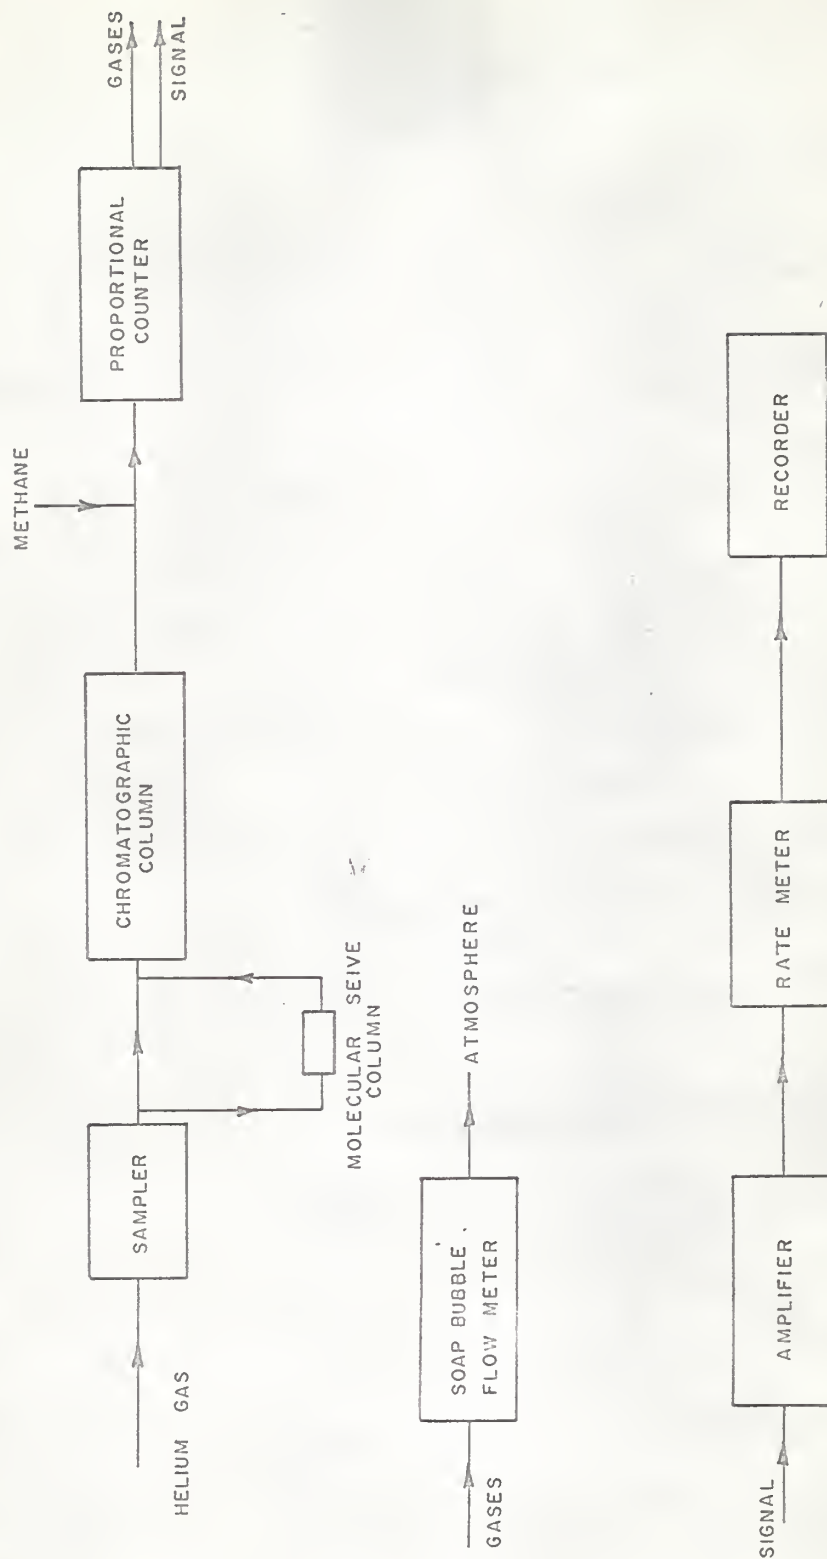 HELIUM GAS
SAMPLER
MOLECULAR SEIVE
COLUMN
CHROMATOGRAPHIC
COLUMN
METHANE
PROPORTIONAL
COUNTER
GASES
SIGNAL
GASES
SOAP BUBBLE
FLOW METER
ATMOSPHERE
SIGNAL
AMPLIFIER
RATE METER
RECORDER